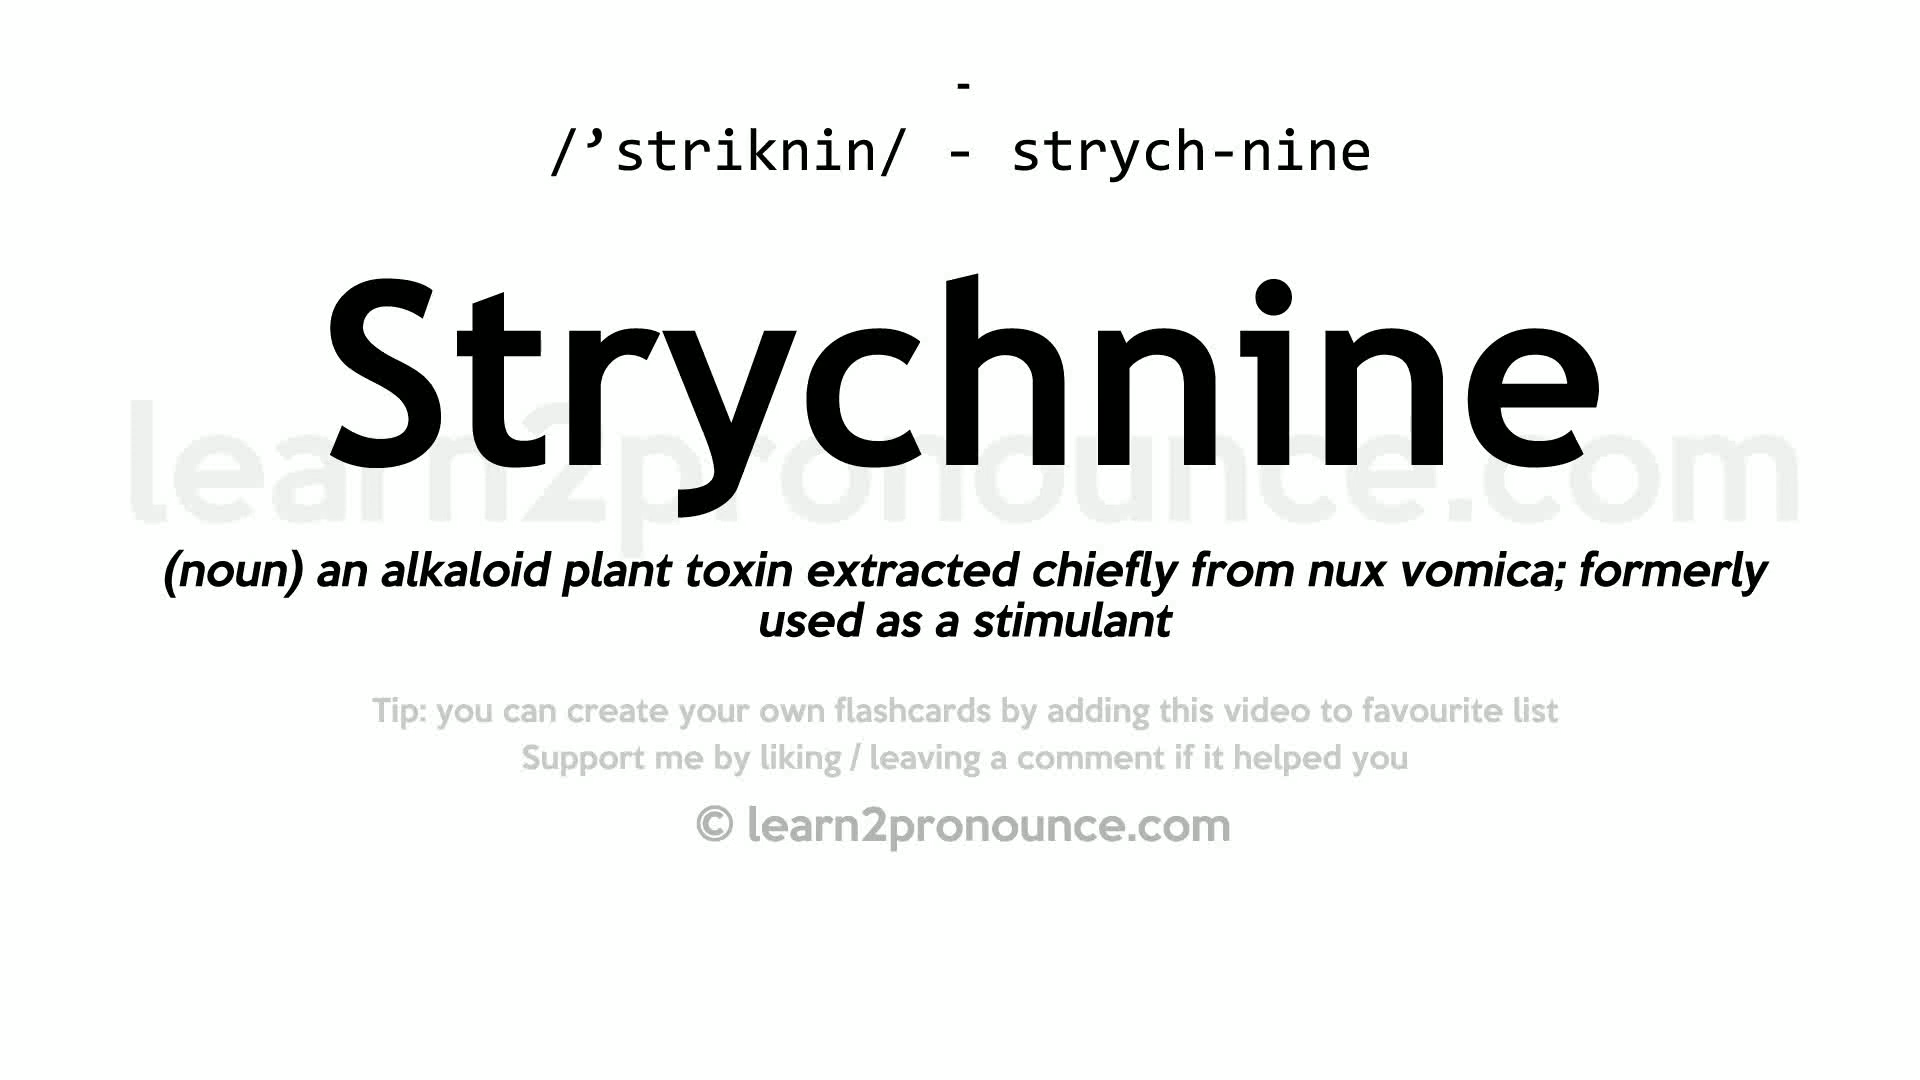 -
/’striknin/ - strych-nine
Strychnine
learn2pronounce.com
(noun) an alkaloid plant toxin extracted chiefly from nux vomica; formerly
used as a stimulant
Tip: you can create your own flashcards by adding this video to favourite list
Support me by liking / leaving a comment if it helped you
© learn2pronounce.com